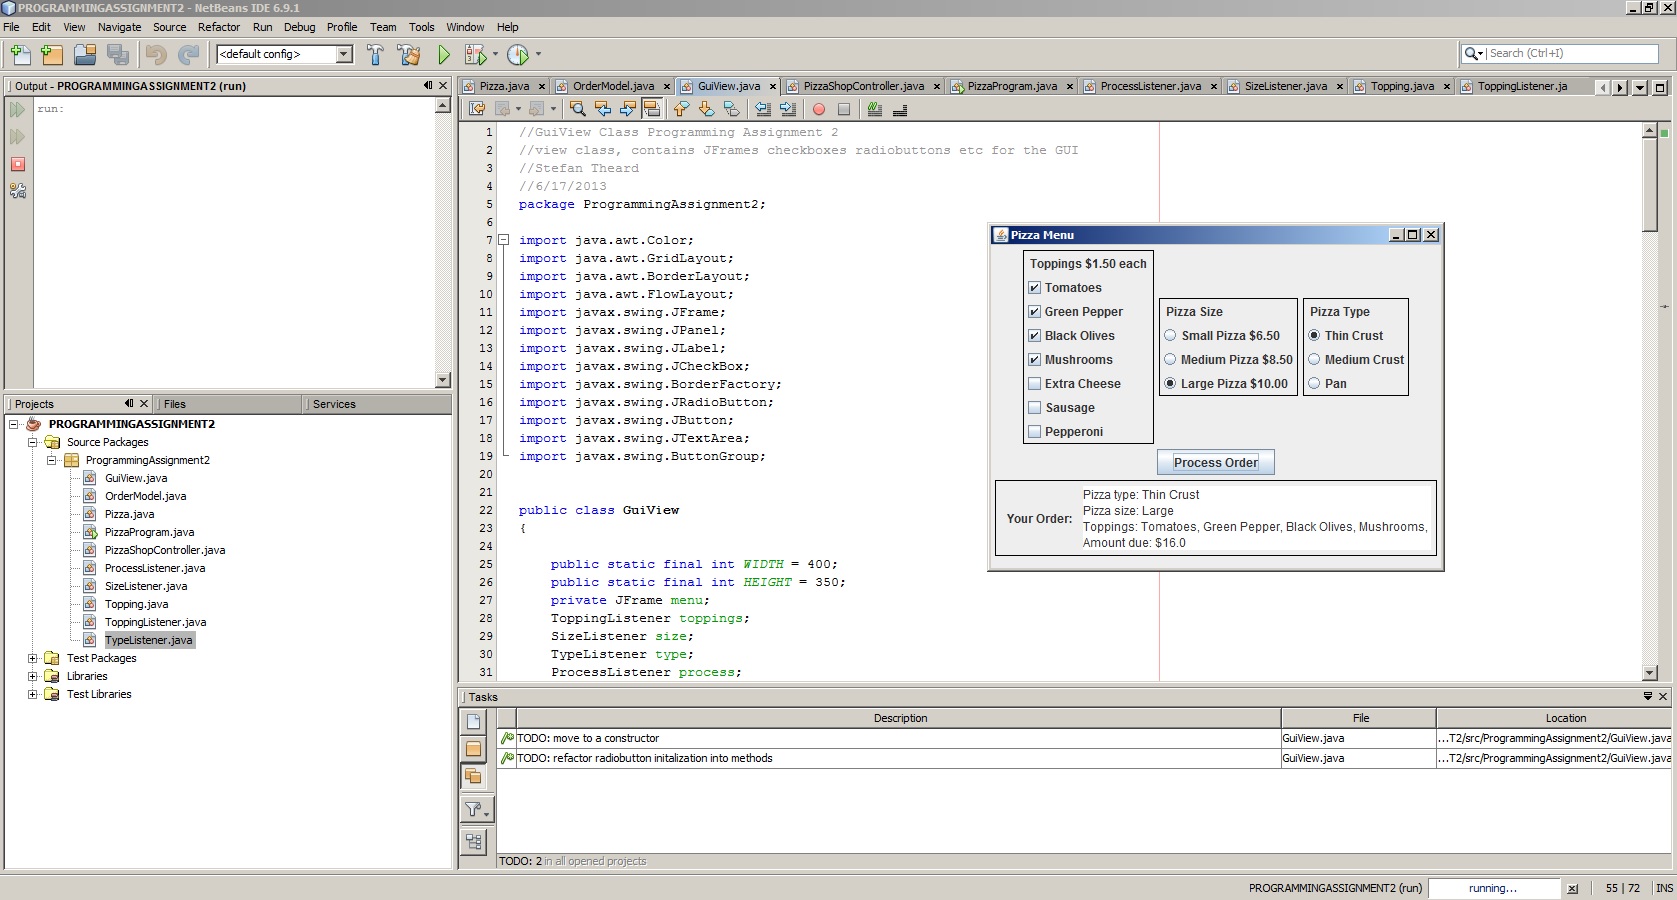 PROGRAMMINGASSIGNMENT2 - NetBeans IDE 6.9.1
File Edit View Navigate Source Refactor Run Debug Profile Team Tools Window Help
<default config>
Search (Ctrl+I)
Output - PROGRAMMINGASSIGNMENT2 (run)
run:
Projects Files Services
PROGRAMMINGASSIGNMENT2
Source Packages
ProgrammingAssignment2
GuiView.java
OrderModel.java
Pizza.java
PizzaProgram.java
PizzaShopController.java
ProcessListener.java
SizeListener.java
Topping.java
ToppingListener.java
TypeListener.java
Test Packages
Libraries
Test Libraries
Pizza.java OrderModel.java GuiView.java PizzaShopController.java PizzaProgram.java ProcessListener.java SizeListener.java Topping.java ToppingListener.ja
1 //GuiView Class Programming Assignment 2
2 //view class, contains JFrames checkboxes radiobuttons etc for the GUI
3 //Stefan Theard
4 //6/17/2013
5 package ProgrammingAssignment2;
6
7 import java.awt.Color;
8 import java.awt.GridLayout;
9 import java.awt.BorderLayout;
10 import java.awt.FlowLayout;
11 import javax.swing.JFrame;
12 import javax.swing.JPanel;
13 import javax.swing.JLabel;
14 import javax.swing.JCheckBox;
15 import javax.swing.BorderFactory;
16 import javax.swing.JRadioButton;
17 import javax.swing.JButton;
18 import javax.swing.JTextArea;
19 import javax.swing.ButtonGroup;
20
21
22 public class GuiView
23 {
24
25 public static final int WIDTH = 400;
26 public static final int HEIGHT = 350;
27 private JFrame menu;
28 ToppingListener toppings;
29 SizeListener size;
30 TypeListener type;
31 ProcessListener process;
Pizza Menu
Toppings $1.50 each
Tomatoes
Green Pepper
Black Olives
Mushrooms
Extra Cheese
Sausage
Pepperoni
Pizza Size
Small Pizza $6.50
Medium Pizza $8.50
Large Pizza $10.00
Pizza Type
Thin Crust
Medium Crust
Pan
Process Order
Your Order:
Pizza type: Thin Crust
Pizza size: Large
Toppings: Tomatoes, Green Pepper, Black Olives, Mushrooms,
Amount due: $16.0
Tasks
Description File Location
TODO: move to a constructor GuiView.java ...T2/src/ProgrammingAssignment2/GuiView.java
TODO: refactor radiobutton initalization into methods GuiView.java ...T2/src/ProgrammingAssignment2/GuiView.java
TODO: 2 in all opened projects
PROGRAMMINGASSIGNMENT2 (run) running... 55 | 72 INS